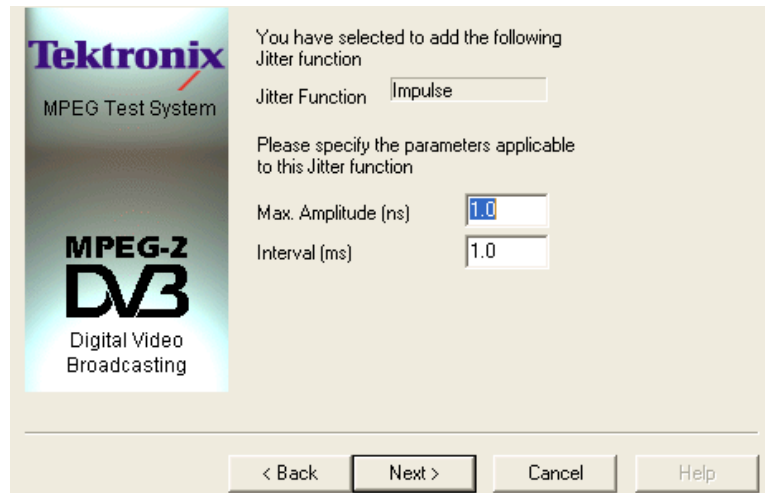 Tektronix
MPEG Test System
MPEG-2
DVB
Digital Video
Broadcasting
You have selected to add the following
Jitter function
Jitter Function Impulse
Please specify the parameters applicable
to this Jitter function
Max. Amplitude (ns) 1.0
Interval (ms) 1.0
< Back Next > Cancel Help